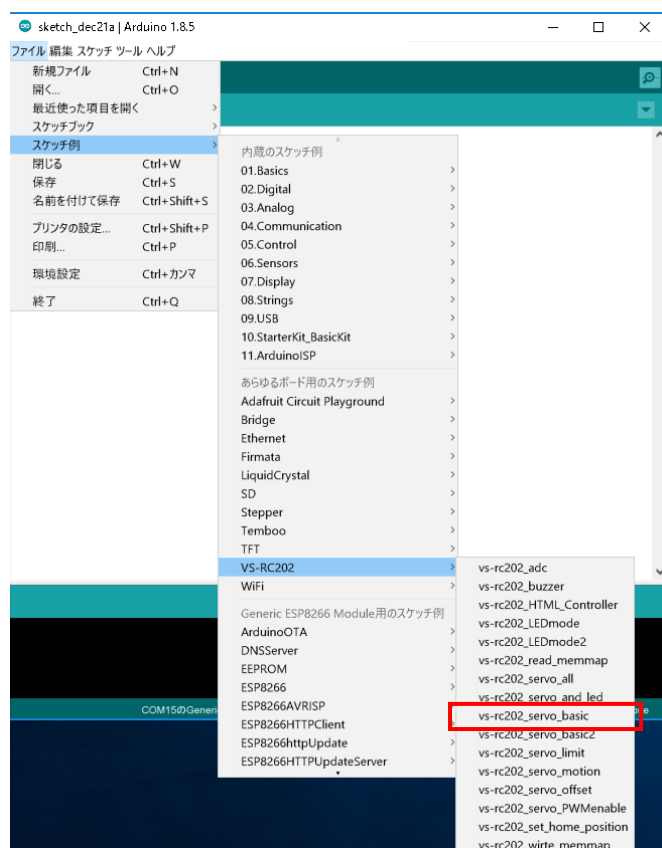 sketch_dec21a | Arduino 1.8.5
ファイル 編集 スケッチ ツール ヘルプ
新規ファイル Ctrl+N
開く... Ctrl+O
最近使った項目を開く
スケッチブック
スケッチ例
閉じる Ctrl+W
保存 Ctrl+S
名前を付けて保存 Ctrl+Shift+S
プリンタの設定... Ctrl+Shift+P
印刷... Ctrl+P
環境設定 Ctrl+カンマ
終了 Ctrl+Q
内蔵のスケッチ例
01.Basics
02.Digital
03.Analog
04.Communication
05.Control
06.Sensors
07.Display
08.Strings
09.USB
10.StarterKit_BasicKit
11.ArduinoISP
あらゆるボード用のスケッチ例
Adafruit Circuit Playground
Bridge
Ethernet
Firmata
LiquidCrystal
SD
Stepper
Temboo
TFT
VS-RC202
WiFi
Generic ESP8266 Module用のスケッチ例
ArduinoOTA
DNSServer
EEPROM
ESP8266
ESP8266AVRISP
ESP8266HTTPClient
ESP8266httpUpdate
ESP8266HTTPUpdateServer
vs-rc202_adc
vs-rc202_buzzer
vs-rc202_HTML_Controller
vs-rc202_LEDmode
vs-rc202_LEDmode2
vs-rc202_read_memmap
vs-rc202_servo_all
vs-rc202_servo_and_led
vs-rc202_servo_basic
vs-rc202_servo_basic2
vs-rc202_servo_limit
vs-rc202_servo_motion
vs-rc202_servo_offset
vs-rc202_servo_PWMenable
vs-rc202_set_home_position
vs-rc202_wirte_memmap
COM15のGeneri